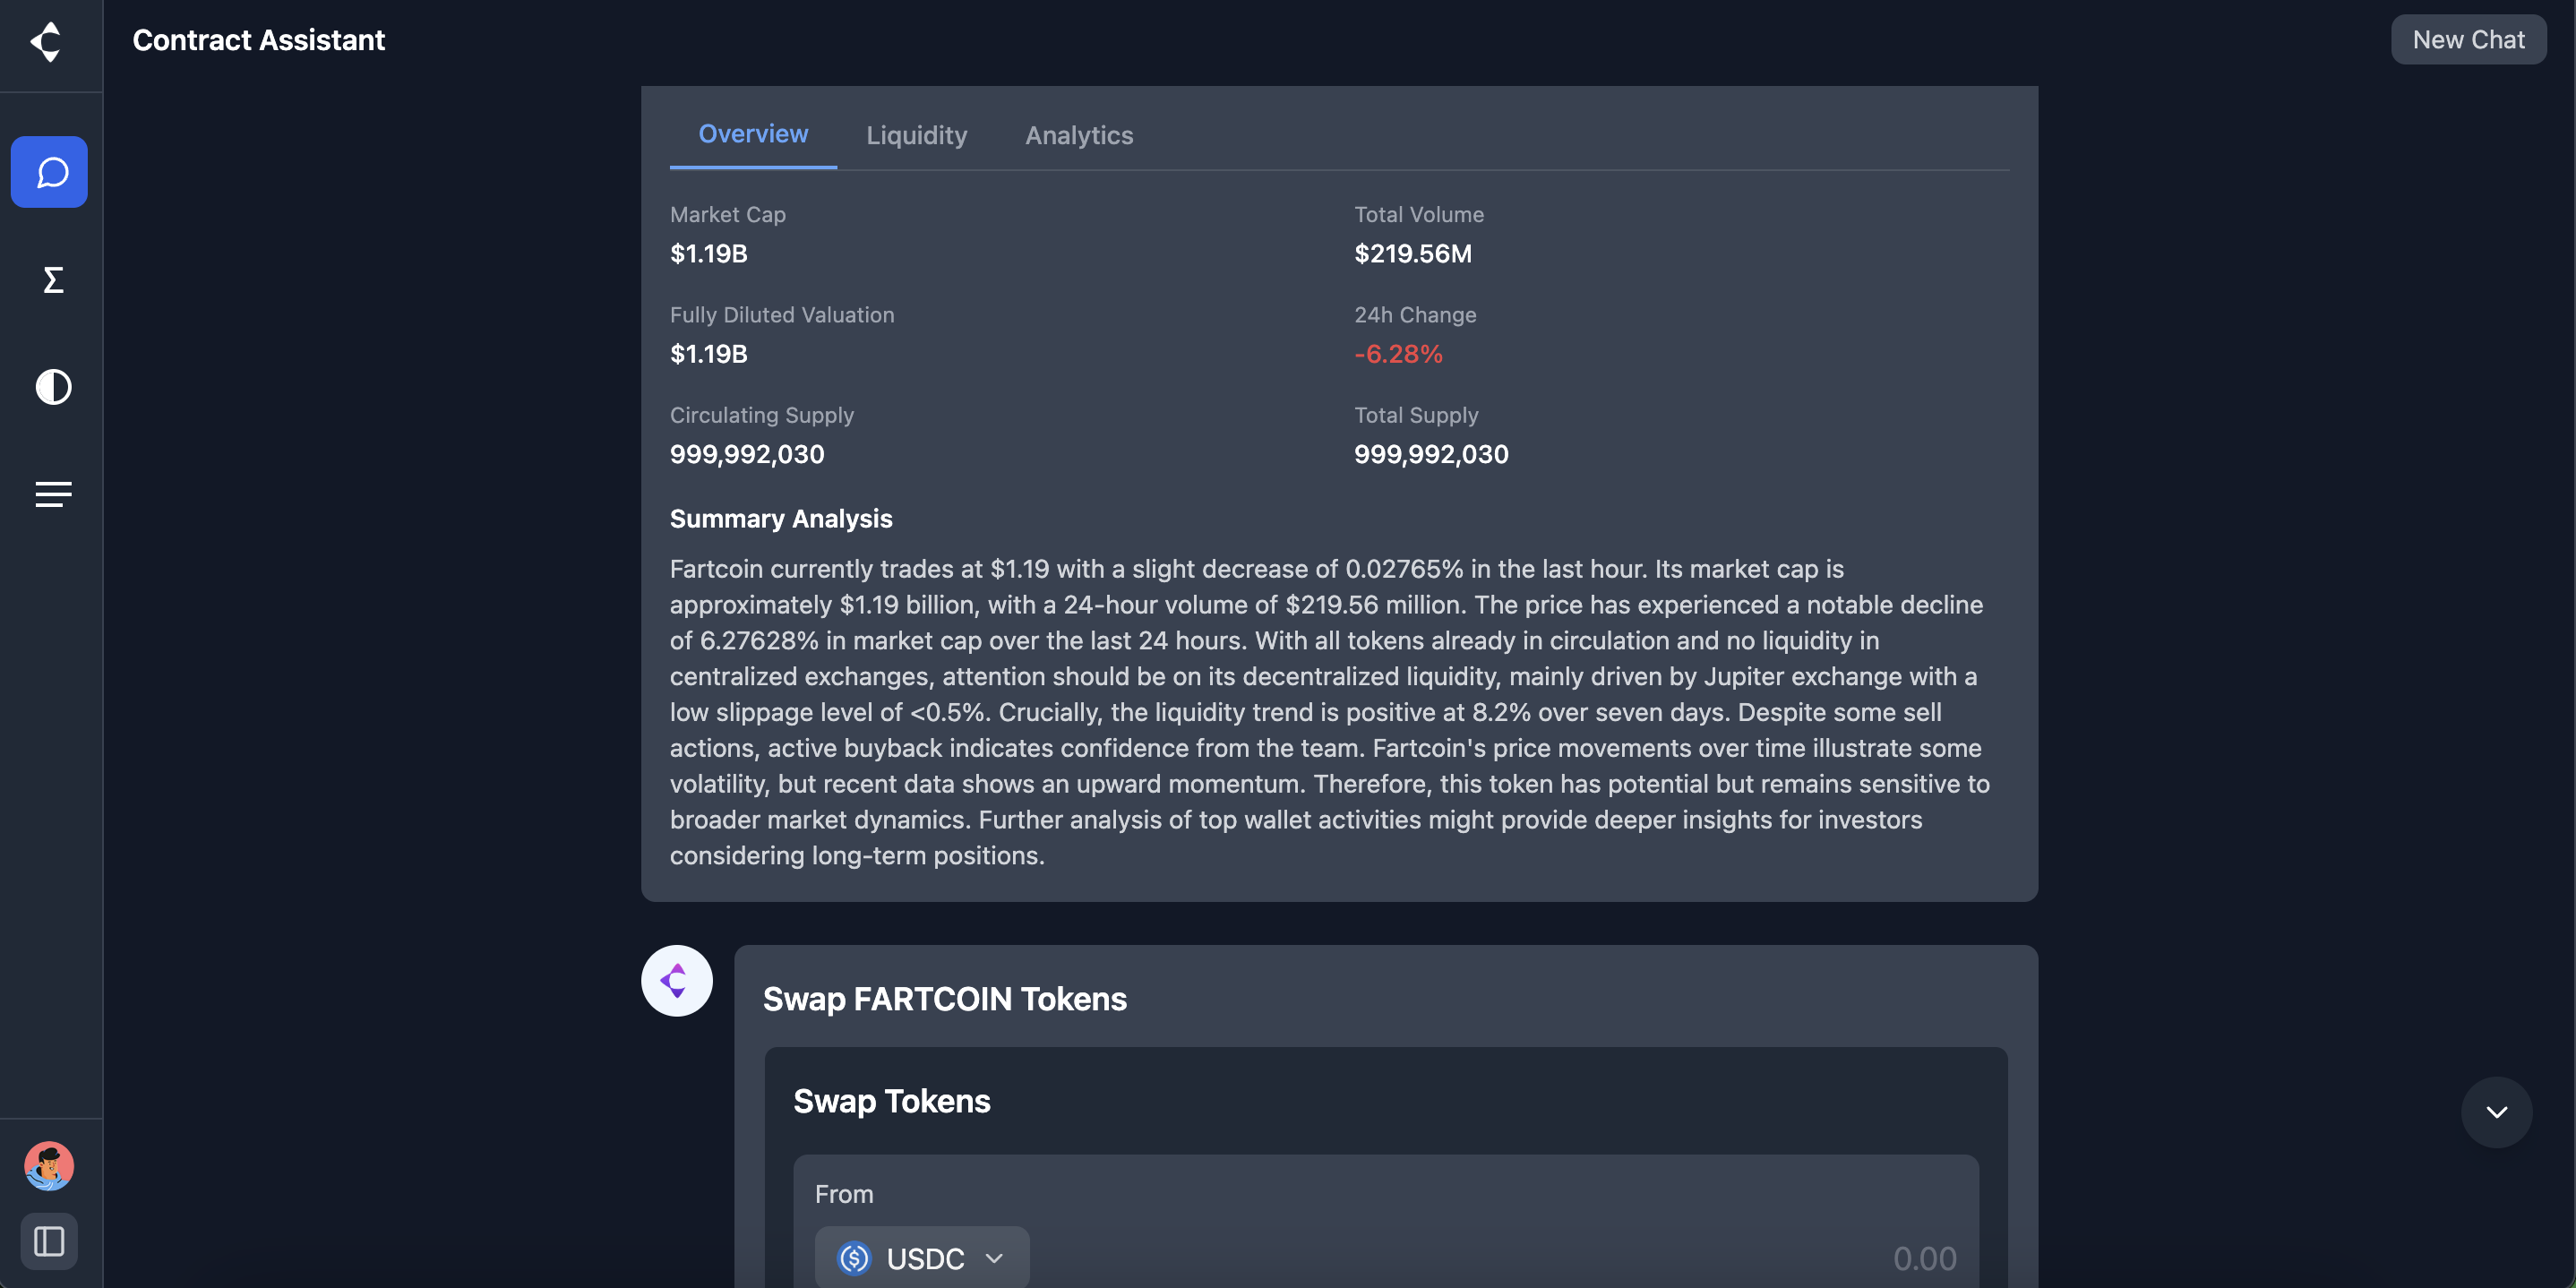 Contract Assistant
New Chat
Overview
Liquidity
Analytics
Market Cap
$1.19B
Total Volume
$219.56M
Fully Diluted Valuation
$1.19B
24h Change
-6.28%
Circulating Supply
999,992,030
Total Supply
999,992,030
Summary Analysis
Fartcoin currently trades at $1.19 with a slight decrease of 0.02765% in the last hour. Its market cap is
approximately $1.19 billion, with a 24-hour volume of $219.56 million. The price has experienced a notable decline
of 6.27628% in market cap over the last 24 hours. With all tokens already in circulation and no liquidity in
centralized exchanges, attention should be on its decentralized liquidity, mainly driven by Jupiter exchange with a
low slippage level of <0.5%. Crucially, the liquidity trend is positive at 8.2% over seven days. Despite some sell
actions, active buyback indicates confidence from the team. Fartcoin's price movements over time illustrate some
volatility, but recent data shows an upward momentum. Therefore, this token has potential but remains sensitive to
broader market dynamics. Further analysis of top wallet activities might provide deeper insights for investors
considering long-term positions.
Swap FARTCOIN Tokens
Swap Tokens
From
USDC
0.00